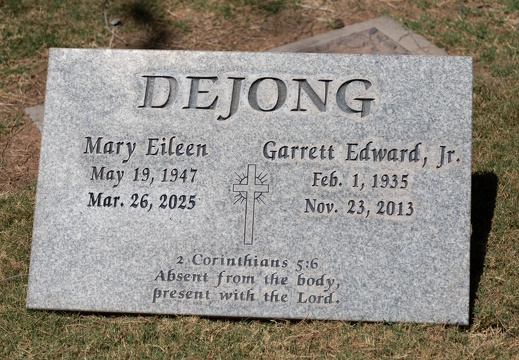 DEJONG
Mary Eileen
May 19, 1947
Mar. 26, 2025
Garrett Edward, Jr.
Feb. 1, 1935
Nov. 23, 2013
2 Corinthians 5:6
Absent from the body,
present with the Lord.